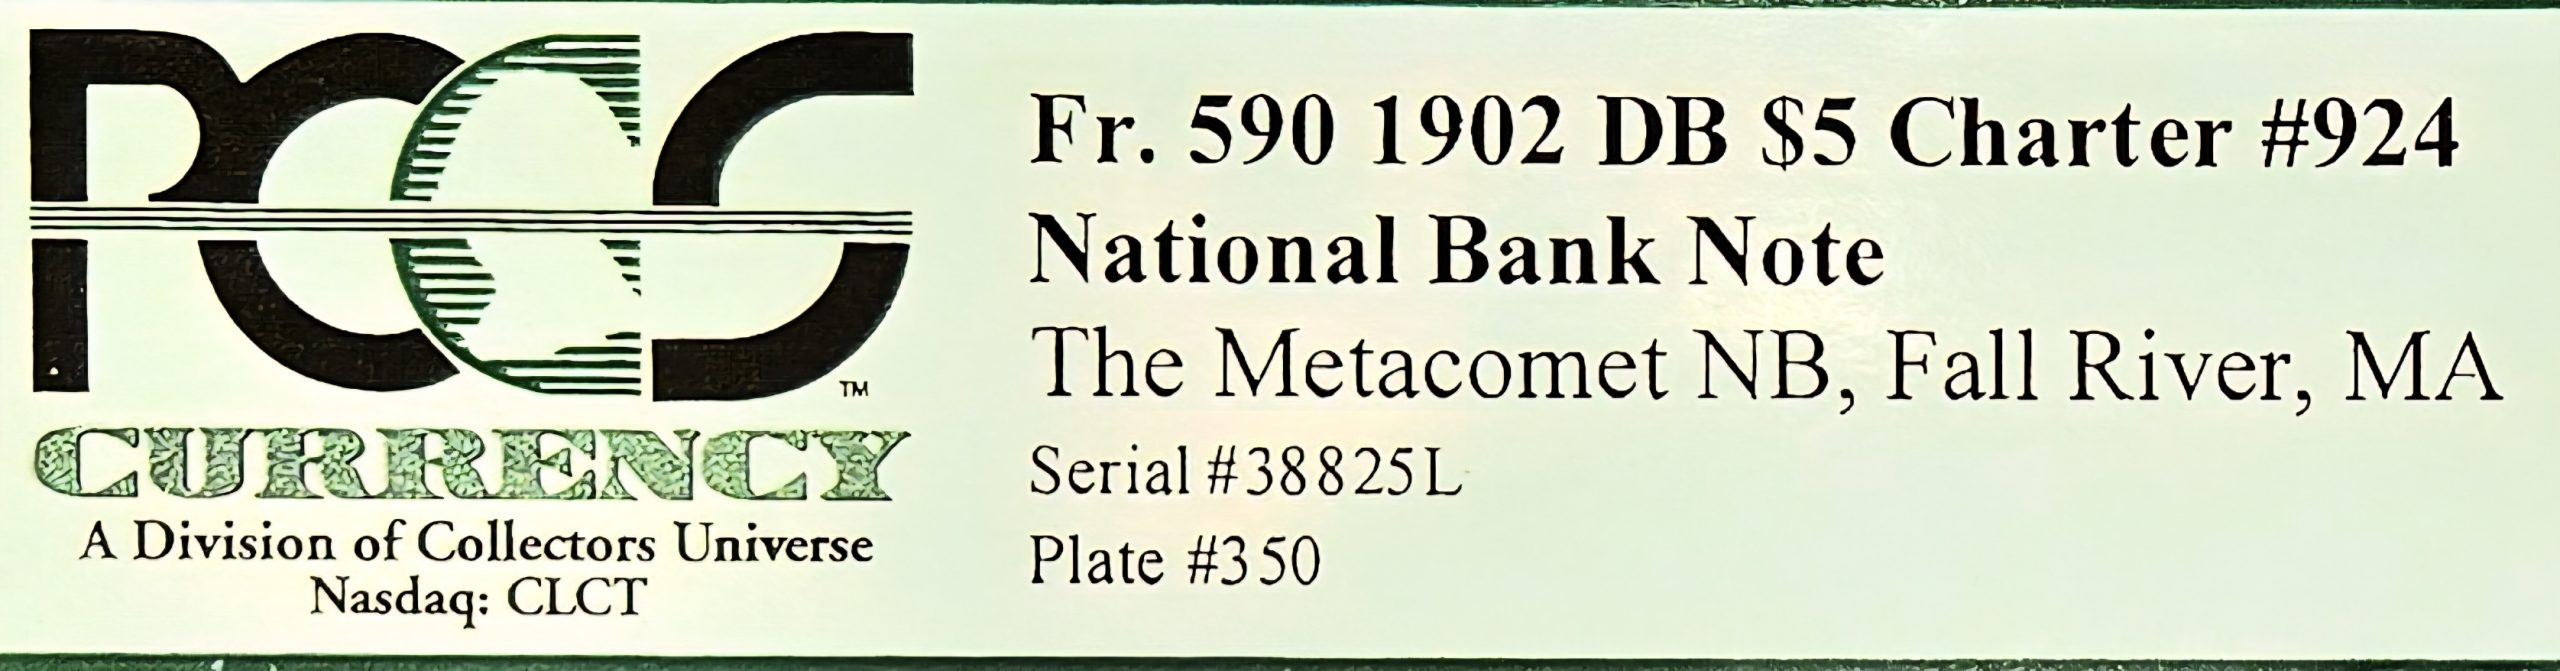 PCGS™
CURRENCY
A Division of Collectors Universe
Nasdaq: CLCT
Fr. 590 1902 DB $5 Charter #924
National Bank Note
The Metacomet NB, Fall River, MA
Serial #38825L
Plate #350